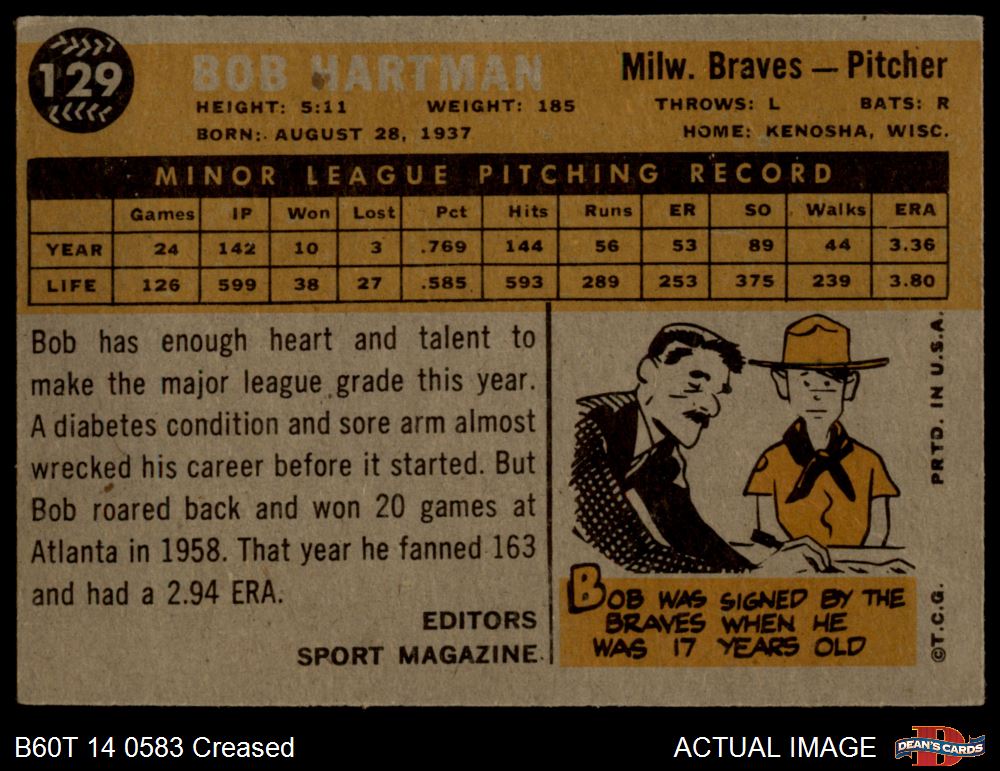 129
BOB HARTMAN
Milw. Braves — Pitcher
HEIGHT: 5:11 WEIGHT: 185 THROWS: L BATS: R
BORN: AUGUST 28, 1937 HOME: KENOSHA, WISC.
MINOR LEAGUE PITCHING RECORD
Games IP Won Lost Pct Hits Runs ER SO Walks ERA
YEAR 24 142 10 3 .769 144 56 53 89 44 3.36
LIFE 126 599 38 27 .585 593 289 253 375 239 3.80
Bob has enough heart and talent to
make the major league grade this year.
A diabetes condition and sore arm almost
wrecked his career before it started. But
Bob roared back and won 20 games at
Atlanta in 1958. That year he fanned 163
and had a 2.94 ERA.
EDITORS
SPORT MAGAZINE
BOB WAS SIGNED BY THE
BRAVES WHEN HE
WAS 17 YEARS OLD
PRTD. IN U.S.A.
©T.C.G.
B60T 14 0583 Creased
ACTUAL IMAGE
D
DEAN'S CARDS